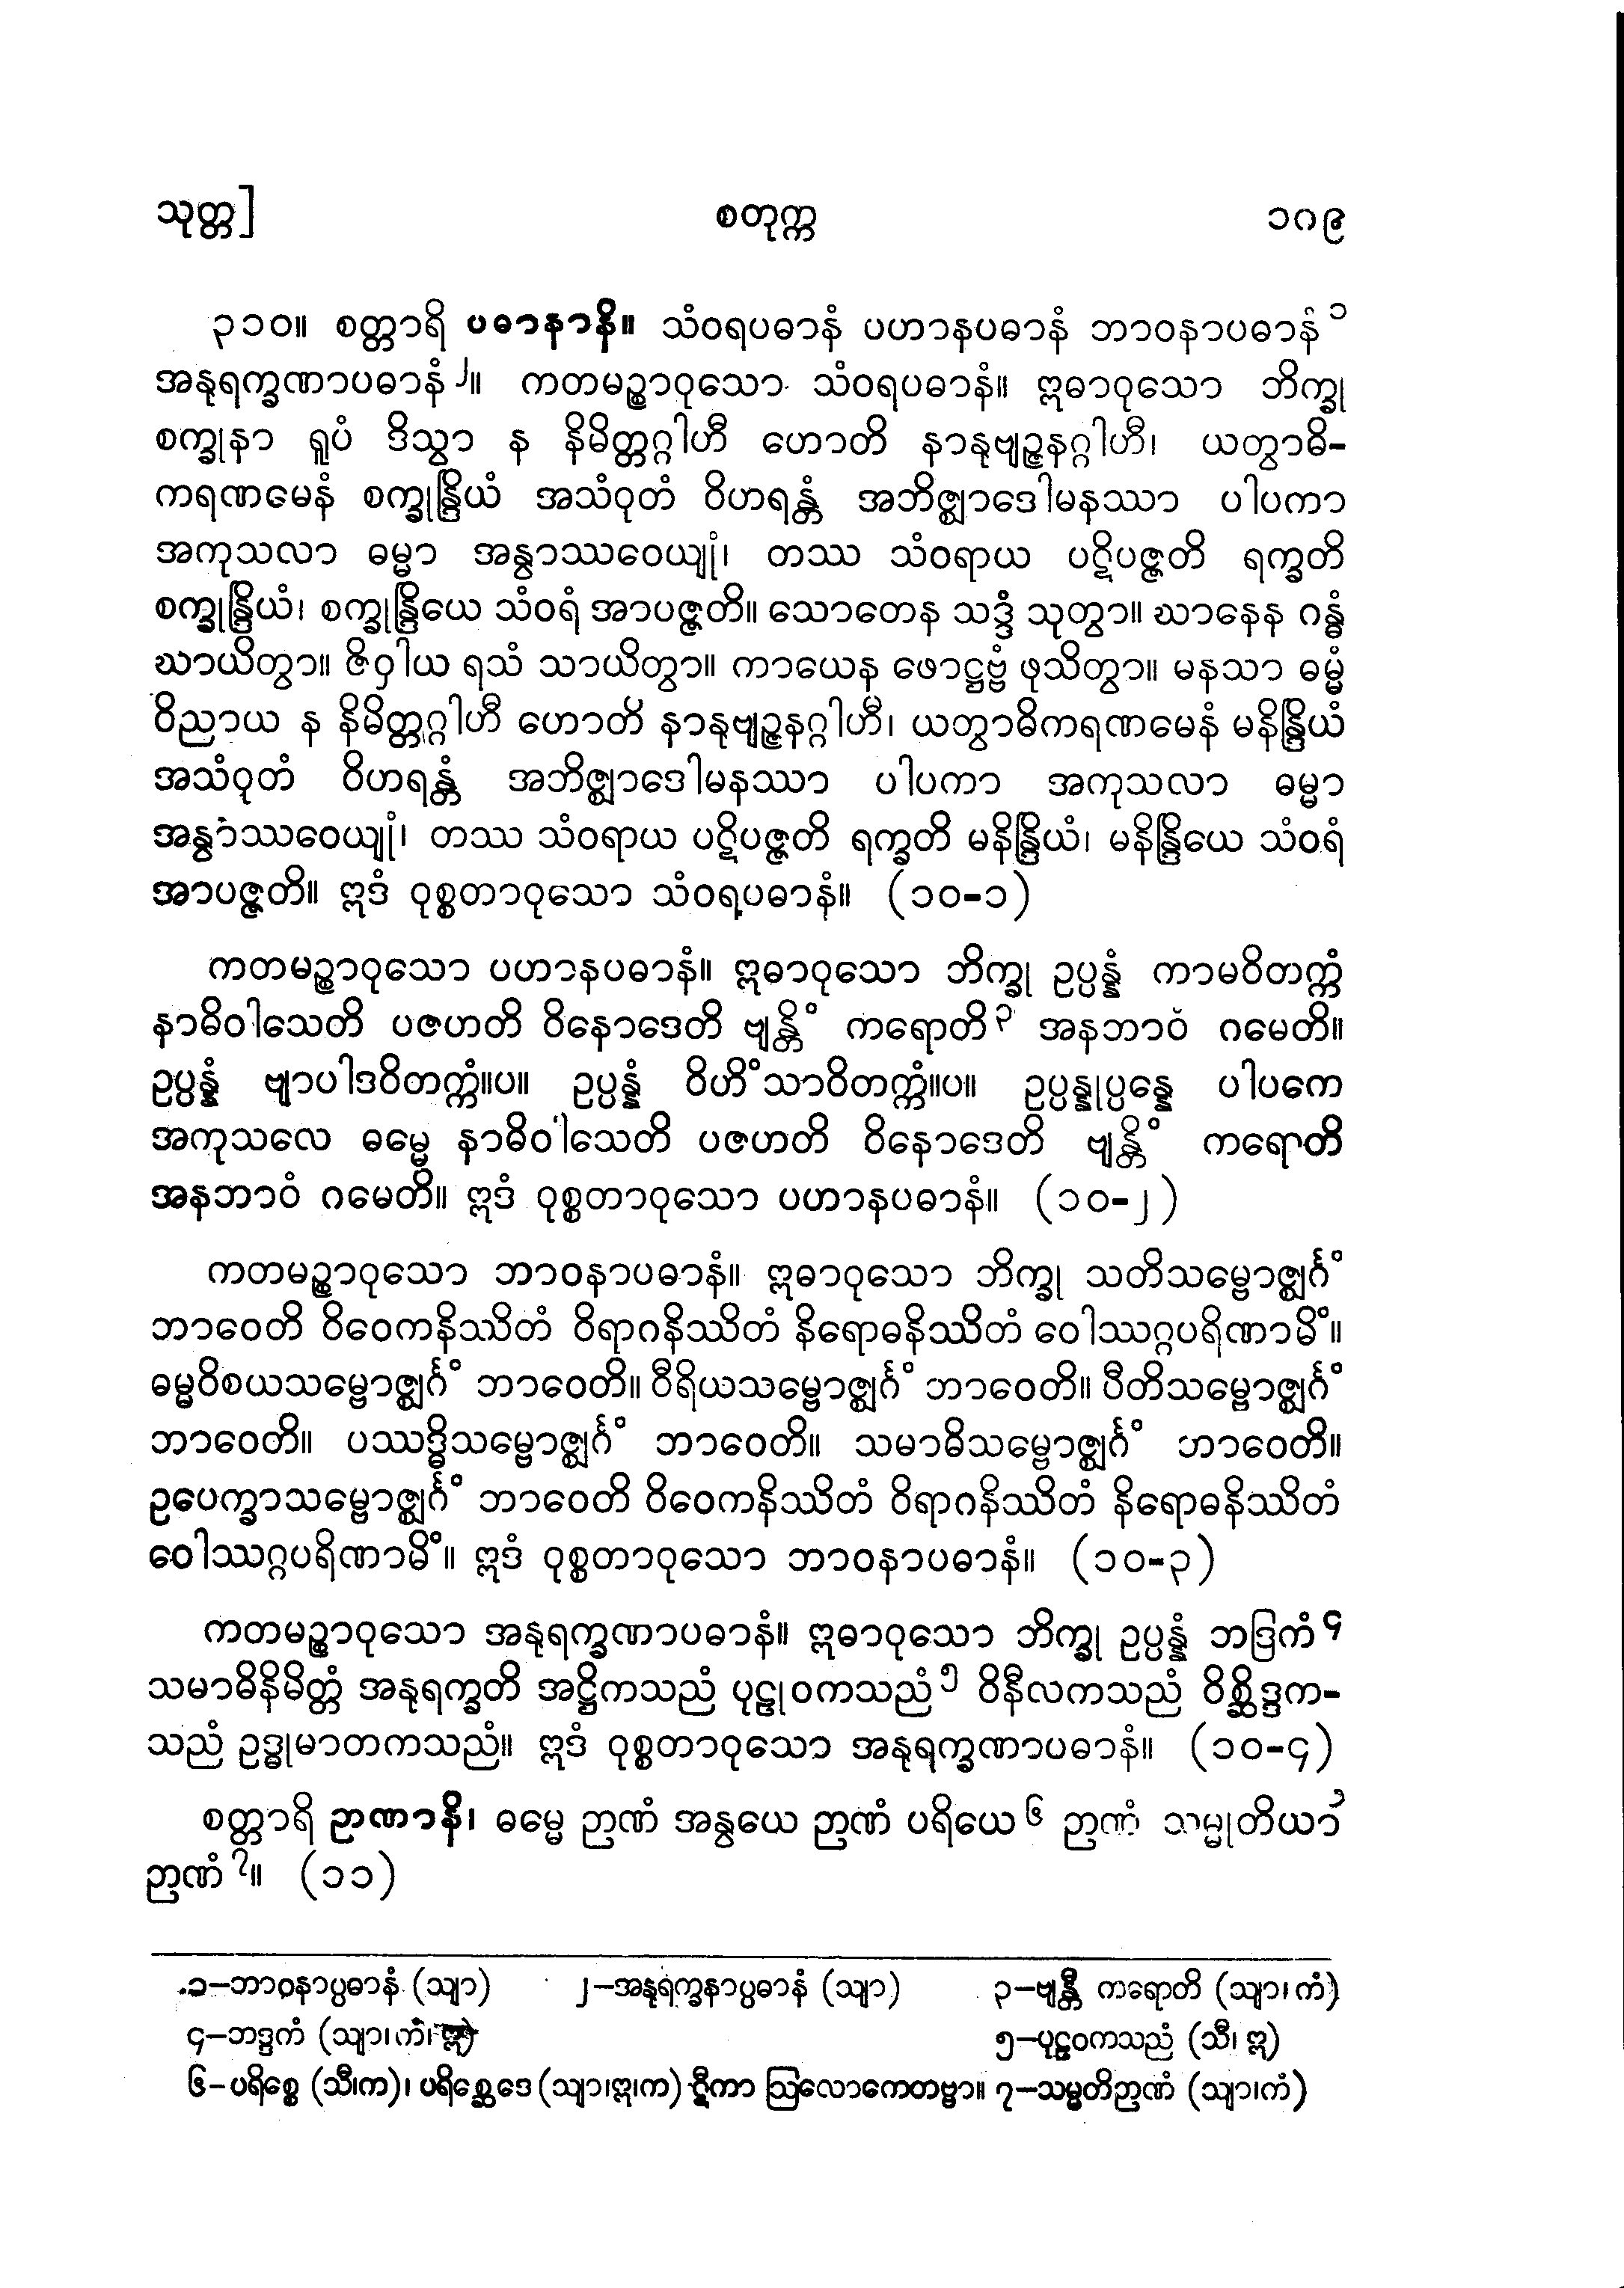 သုတ္တ] စတုက္က ၁၈၉
၃၁၀။ စတ္တာရိ ပဓာနာနိ။ သံဝရပဓာနံ ပဟာနပဓာနံ ဘာဝနာပဓာနံ ၁
အနုရက္ခဏာပဓာနံ ၂။ ကတမဉ္စာဝုသော သံဝရပဓာနံ။ ဣဓာဝုသော ဘိက္ခု
စက္ခုနာ ရူပံ ဒိသွာ န နိမိတ္တဂ္ဂါဟီ ဟောတိ နာနုဗျဉ္ဇနဂ္ဂါဟီ၊ ယတွာဓိ-
ကရဏမေနံ စက္ခုန္ဒြိယံ အသံဝုတံ ဝိဟရန္တံ အဘိဇ္ဈာဒေါမနဿာ ပါပကာ
အကုသလာ ဓမ္မာ အန္વાဿဝေယျုံ၊ တဿ သံဝရာယ ပဋိပဇ္ဇတိ ရက္ခတိ
စက္ခုန္ဒြိယံ၊ စက္ခုန္ဒြိယေ သံဝရံ အာပဇ္ဇတိ။ သောတေန သဒ္ဒံ သုတွာ။ ဃာနေန ဂန္ဓံ
ဃာယိတွာ။ ဇိဝှါယ ရသံ သာယိတွာ။ ကာယေန ဖောဋ္ဌဗ္ဗံ ဖုသိတွာ။ မနသာ ဓမ္မံ
ဝိညာယ န နိမိတ္တဂ္ဂါဟီ ဟောတိ နာနုဗျဉ္ဇနဂ္ဂါဟီ၊ ယတွာဓိကရဏမေနံ မနိန္ဒြိယံ
အသံဝုတံ ဝိဟရန္တံ အဘိဇ္ဈာဒေါမနဿာ ပါပကာ အကုသလာ ဓမ္မာ
အန္વાဿဝေယျုံ၊ တဿ သံဝရာယ ပဋိပဇ္ဇတိ ရက္ခတိ မနိန္ဒြိယံ၊ မနိန္ဒြိယေ သံဝရံ
အာပဇ္ဇတိ။ ဣဒံ ဝုစ္စတာဝုသော သံဝရပဓာနံ။ (၁၀-၁)
ကတမဉ္စာဝုသော ပဟာနပဓာနံ။ ဣဓာဝုသော ဘိက္ခု ဥပ္ပန္နံ ကာမဝိတက္ကံ
နာဓိဝါသေတိ ပဇဟတိ ဝိနောဒေတိ ဗျန္တိံ ကရောတိ ၃ အနဘာဝံ ဂမေတိ။
ဥပ္ပန္နံ ဗျာပါဒဝိတက္ကံ။ပ။ ဥပ္ပန္နံ ဝိဟိံသာဝိတက္ကံ။ပ။ ဥပ္ပန္နုပ္ပန္နေ ပါပကေ
အကုသလေ ဓမ္မေ နာဓိဝါသေတိ ပဇဟတိ ဝိနောဒေတိ ဗျန္တိံ ကရောတိ
အနဘာဝံ ဂမေတိ။ ဣဒံ ဝုစ္စတာဝုသော ပဟာနပဓာနံ။ (၁၀-၂)
ကတမဉ္စာဝုသော ဘာဝနာပဓာနံ။ ဣဓာဝုသော ဘိက္ခု သတိသမ္ဗောဇ္ဈင်္ဂံ
ဘာဝေတိ ဝိဝေကနိဿိတံ ဝိရာဂနိဿိတံ နိရောဓနိဿိတံ ဝေါဿဂ္ဂပရိဏာမိံ။
ဓမ္မဝိစယသမ္ဗောဇ္ဈင်္ဂံ ဘာဝေတိ။ ဝီရိယသမ္ဗောဇ္ဈင်္ဂံ ဘာဝေတိ။ ပီတိသမ္ဗောဇ္ဈင်္ဂံ
ဘာဝေတိ။ ပဿဒ္ဓိသမ္ဗောဇ္ဈင်္ဂံ ဘာဝေတိ။ သမာဓိသမ္ဗောဇ္ဈင်္ဂံ ဘာဝေတိ။
ဥပေက္ခာသမ္ဗောဇ္ဈင်္ဂံ ဘာဝေတိ ဝိဝေကနိဿိတံ ဝိရာဂနိဿိတံ နိရောဓနိဿိတံ
ဝေါဿဂ္ဂပရိဏာမိံ။ ဣဒံ ဝုစ္စတာဝုသော ဘာဝနာပဓာနံ။ (၁၀-၃)
ကတမဉ္စာဝုသော အနုရက္ခဏာပဓာနံ။ ဣဓာဝုသော ဘိက္ခု ဥပ္ပန္နံ ဘဒြကံ ၄
သမာဓိနိမိတ္တံ အနုရက္ခတိ အဋ္ဌိကသညံ ပုဠုဝကသညံ ၅ ဝိနီလကသညံ ဝိစ္ဆိဒ္ဒက-
သညံ ဥဒ္ဓုမာတကသညံ။ ဣဒံ ဝုစ္စတာဝုသော အနုရက္ခဏာပဓာနံ။ (၁၀-၄)
စတ္တာရိ ဉာဏာနိ၊ ဓမ္မေ ဉာဏံ အန္વયေ ဉာဏံ ပရိယေ ၆ ဉာဏံ သမ္မုတိယာ
ဉာဏံ ၇။ (၁၁)
၁–ဘာဝနာပ္ပဓာနံ (သျာ) ၂–အနုရက္ခနာပ္ပဓာနံ (သျာ) ၃–ဗျန္တီ ကရောတိ (သျာ၊ကံ)
၄–ဘဒ္ဒကံ (သျာ၊ကံ၊ဣ) ၅–ပုဠဝကသညံ (သီ၊ ဣ)
၆–ပရိစ္စေ (သီ၊က)၊ ပရိစ္ဆေဒေ (သျာ၊ဣ၊က) ဋီကာ ဩလောကေတဗ္ဗာ။ ၇–သမ္မတိဉာဏံ (သျာ၊ကံ)